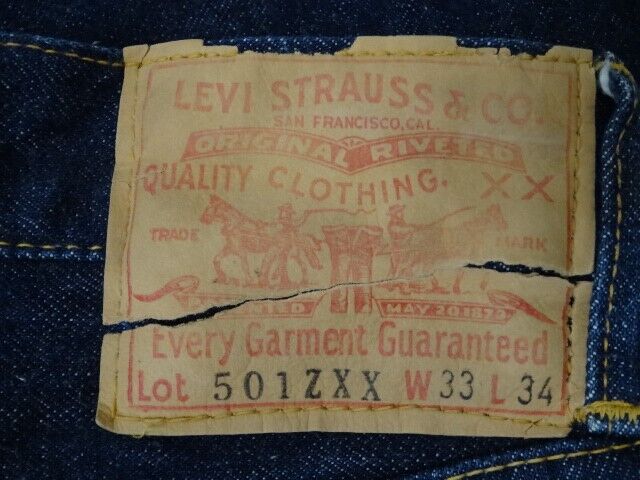 LEVI STRAUSS & CO.
SAN FRANCISCO, CAL.
ORIGINAL RIVETED
QUALITY CLOTHING. XX
TRADE MARK
PATENTED MAY 20.1873
Every Garment Guaranteed
Lot 501ZXX W 33 L 34